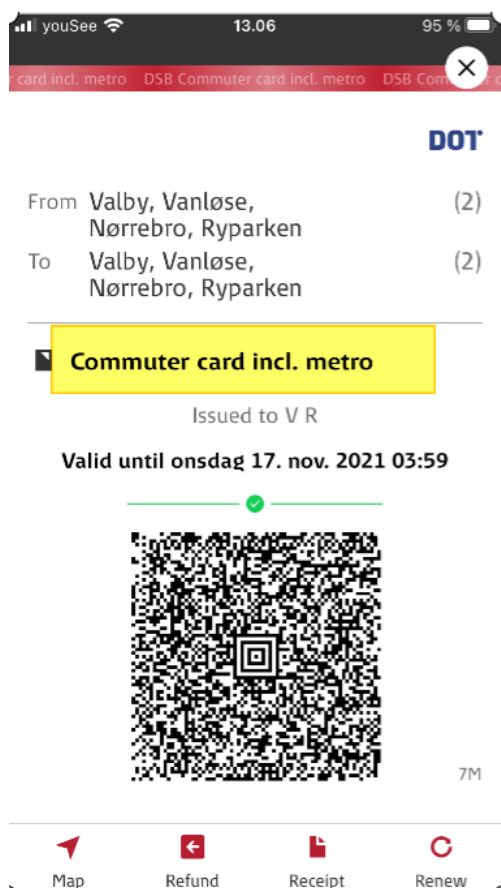 youSee 13.06 95 %
card incl. metro DSB Commuter card incl. metro DSB Com
DOT
From Valby, Vanløse, (2)
Nørrebro, Ryparken
To Valby, Vanløse, (2)
Nørrebro, Ryparken
Commuter card incl. metro
Issued to V R
Valid until onsdag 17. nov. 2021 03:59
7M
Map Refund Receipt Renew